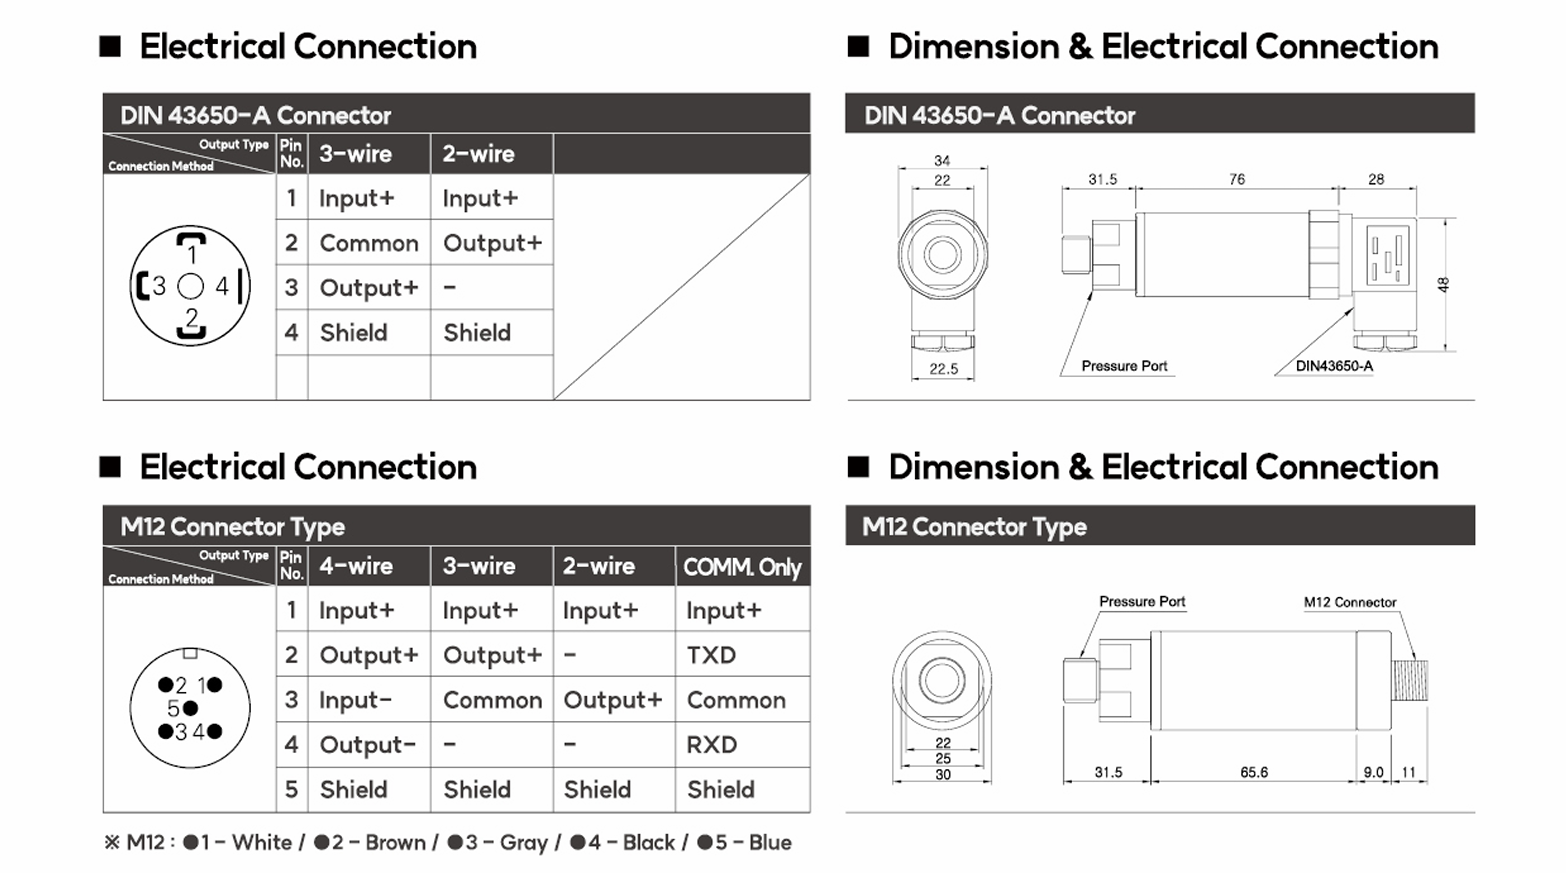 ■ Electrical Connection
DIN 43650-A Connector
Output Type
Connection Method
Pin No. 3-wire 2-wire
1 Input+ Input+
2 Common Output+
3 Output+ -
4 Shield Shield
1
3 4
2
■ Dimension & Electrical Connection
DIN 43650-A Connector
34
22
31.5 76 28
48
22.5
Pressure Port
DIN43650-A
■ Electrical Connection
M12 Connector Type
Output Type
Connection Method
Pin No. 4-wire 3-wire 2-wire COMM. Only
1 Input+ Input+ Input+ Input+
2 Output+ Output+ - TXD
3 Input- Common Output+ Common
4 Output- - - RXD
5 Shield Shield Shield Shield
●2 1●
5●
●3 4●
※ M12 : ●1 - White / ●2 - Brown / ●3 - Gray / ●4 - Black / ●5 - Blue
■ Dimension & Electrical Connection
M12 Connector Type
Pressure Port
M12 Connector
22
25
30
31.5 65.6 9.0 11